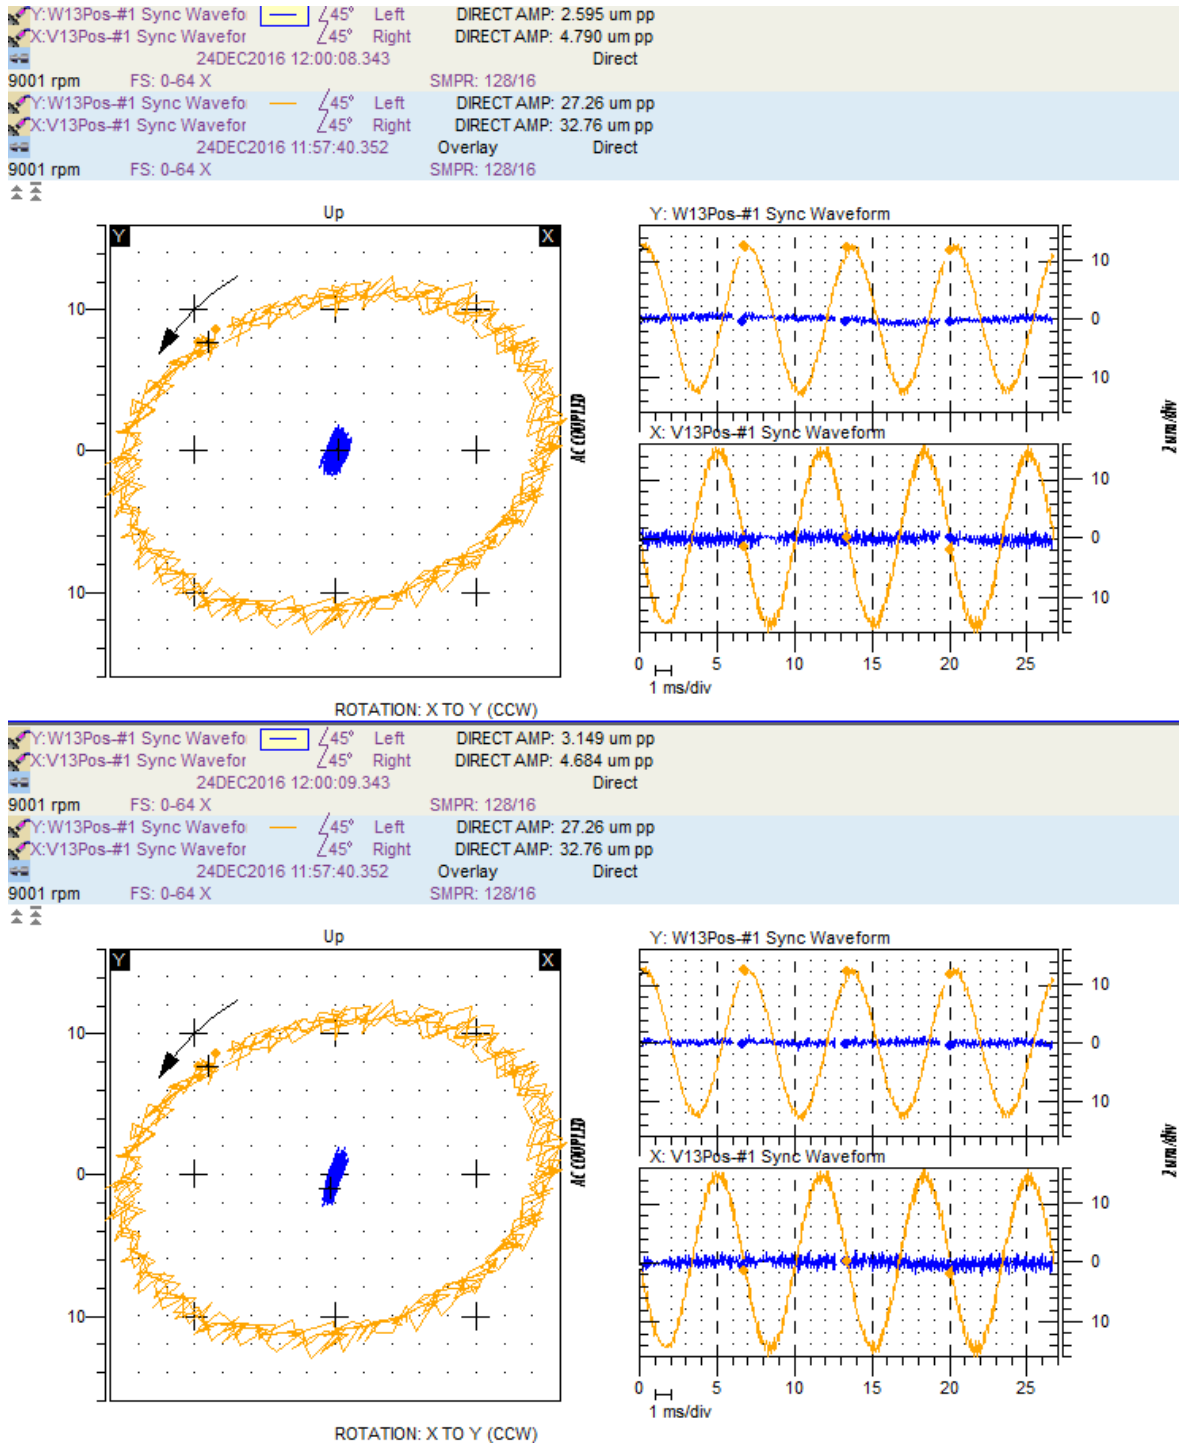 Y:W13Pos-#1 Sync Wavefo 45° Left DIRECT AMP: 2.595 um pp
X:V13Pos-#1 Sync Wavefor 45° Right DIRECT AMP: 4.790 um pp
24DEC2016 12:00:08.343 Direct
9001 rpm FS: 0-64 X SMPR: 128/16
Y:W13Pos-#1 Sync Wavefo 45° Left DIRECT AMP: 27.26 um pp
X:V13Pos-#1 Sync Wavefor 45° Right DIRECT AMP: 32.76 um pp
24DEC2016 11:57:40.352 Overlay Direct
9001 rpm FS: 0-64 X SMPR: 128/16
Up
Y X
10
0
10
AC COUPLED
ROTATION: X TO Y (CCW)
Y: W13Pos-#1 Sync Waveform
10
0
10
X: V13Pos-#1 Sync Waveform
10
0
10
2 um/div
0 5 10 15 20 25
1 ms/div
Y:W13Pos-#1 Sync Wavefo 45° Left DIRECT AMP: 3.149 um pp
X:V13Pos-#1 Sync Wavefor 45° Right DIRECT AMP: 4.684 um pp
24DEC2016 12:00:09.343 Direct
9001 rpm FS: 0-64 X SMPR: 128/16
Y:W13Pos-#1 Sync Wavefo 45° Left DIRECT AMP: 27.26 um pp
X:V13Pos-#1 Sync Wavefor 45° Right DIRECT AMP: 32.76 um pp
24DEC2016 11:57:40.352 Overlay Direct
9001 rpm FS: 0-64 X SMPR: 128/16
Up
Y X
10
0
10
AC COUPLED
ROTATION: X TO Y (CCW)
Y: W13Pos-#1 Sync Waveform
10
0
10
X: V13Pos-#1 Sync Waveform
10
0
10
2 um/div
0 5 10 15 20 25
1 ms/div